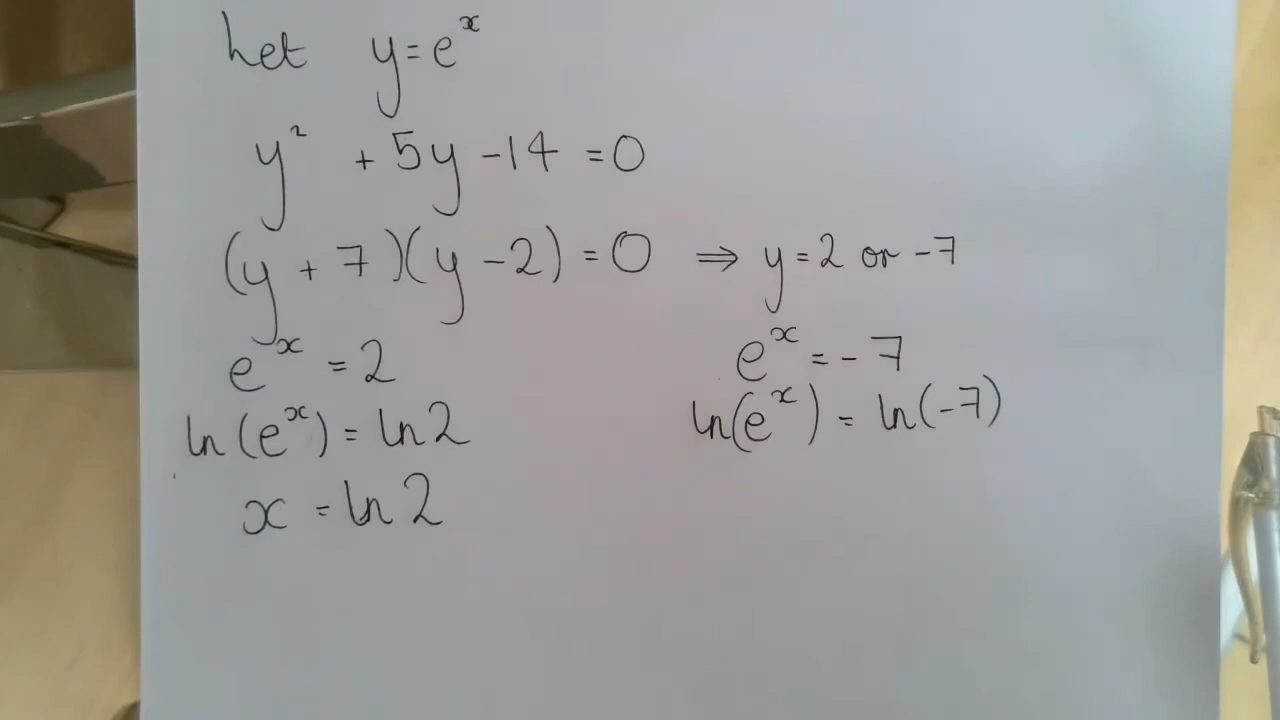 Let y = e^x
y² + 5y - 14 = 0
(y + 7)(y - 2) = 0 ⇒ y = 2 or -7
e^x = 2 e^x = -7
ln(e^x) = ln 2 ln(e^x) = ln(-7)
x = ln 2